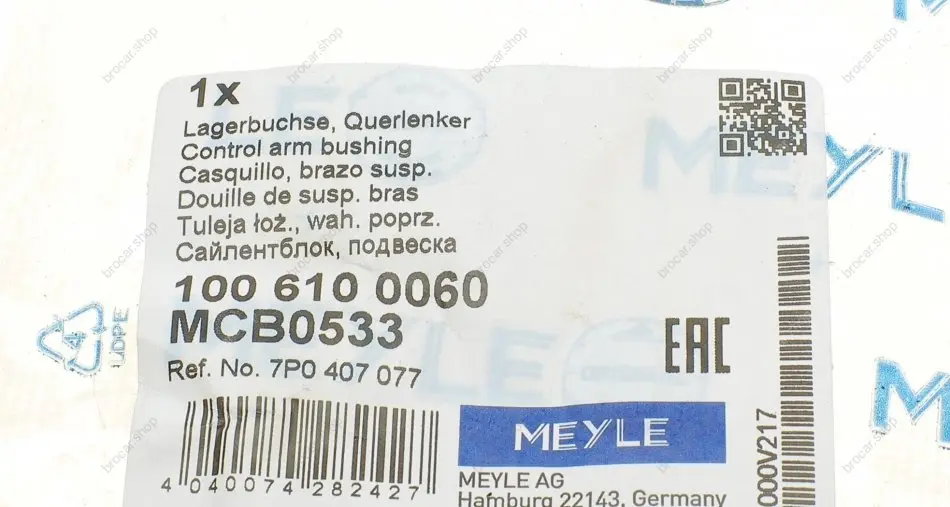 1x
Lagerbuchse, Querlenker
Control arm bushing
Casquillo, brazo susp.
Douille de susp. bras
Tuleja łoż., wah. poprz.
Сайлентблок, подвеска
100 610 0060
MCB0533
Ref. No. 7P0 407 077
EAC
LDPE
MEYLE
4 040074 282427
MEYLE AG
Hamburg 22143, Germany
000V217
MEYLE
brocar.shop